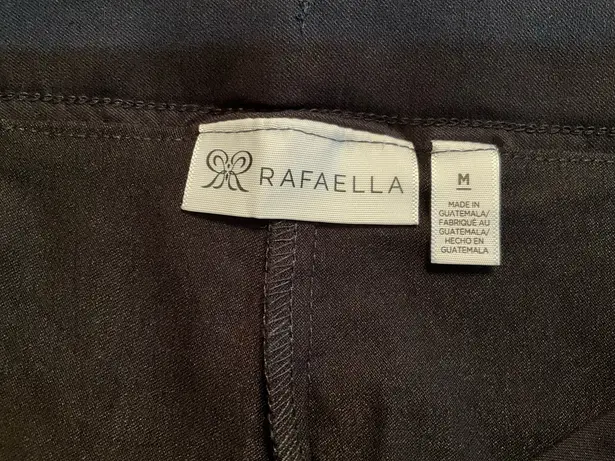 RAFAELLA
M
MADE IN
GUATEMALA/
FABRIQUÉ AU
GUATEMALA/
HECHO EN
GUATEMALA